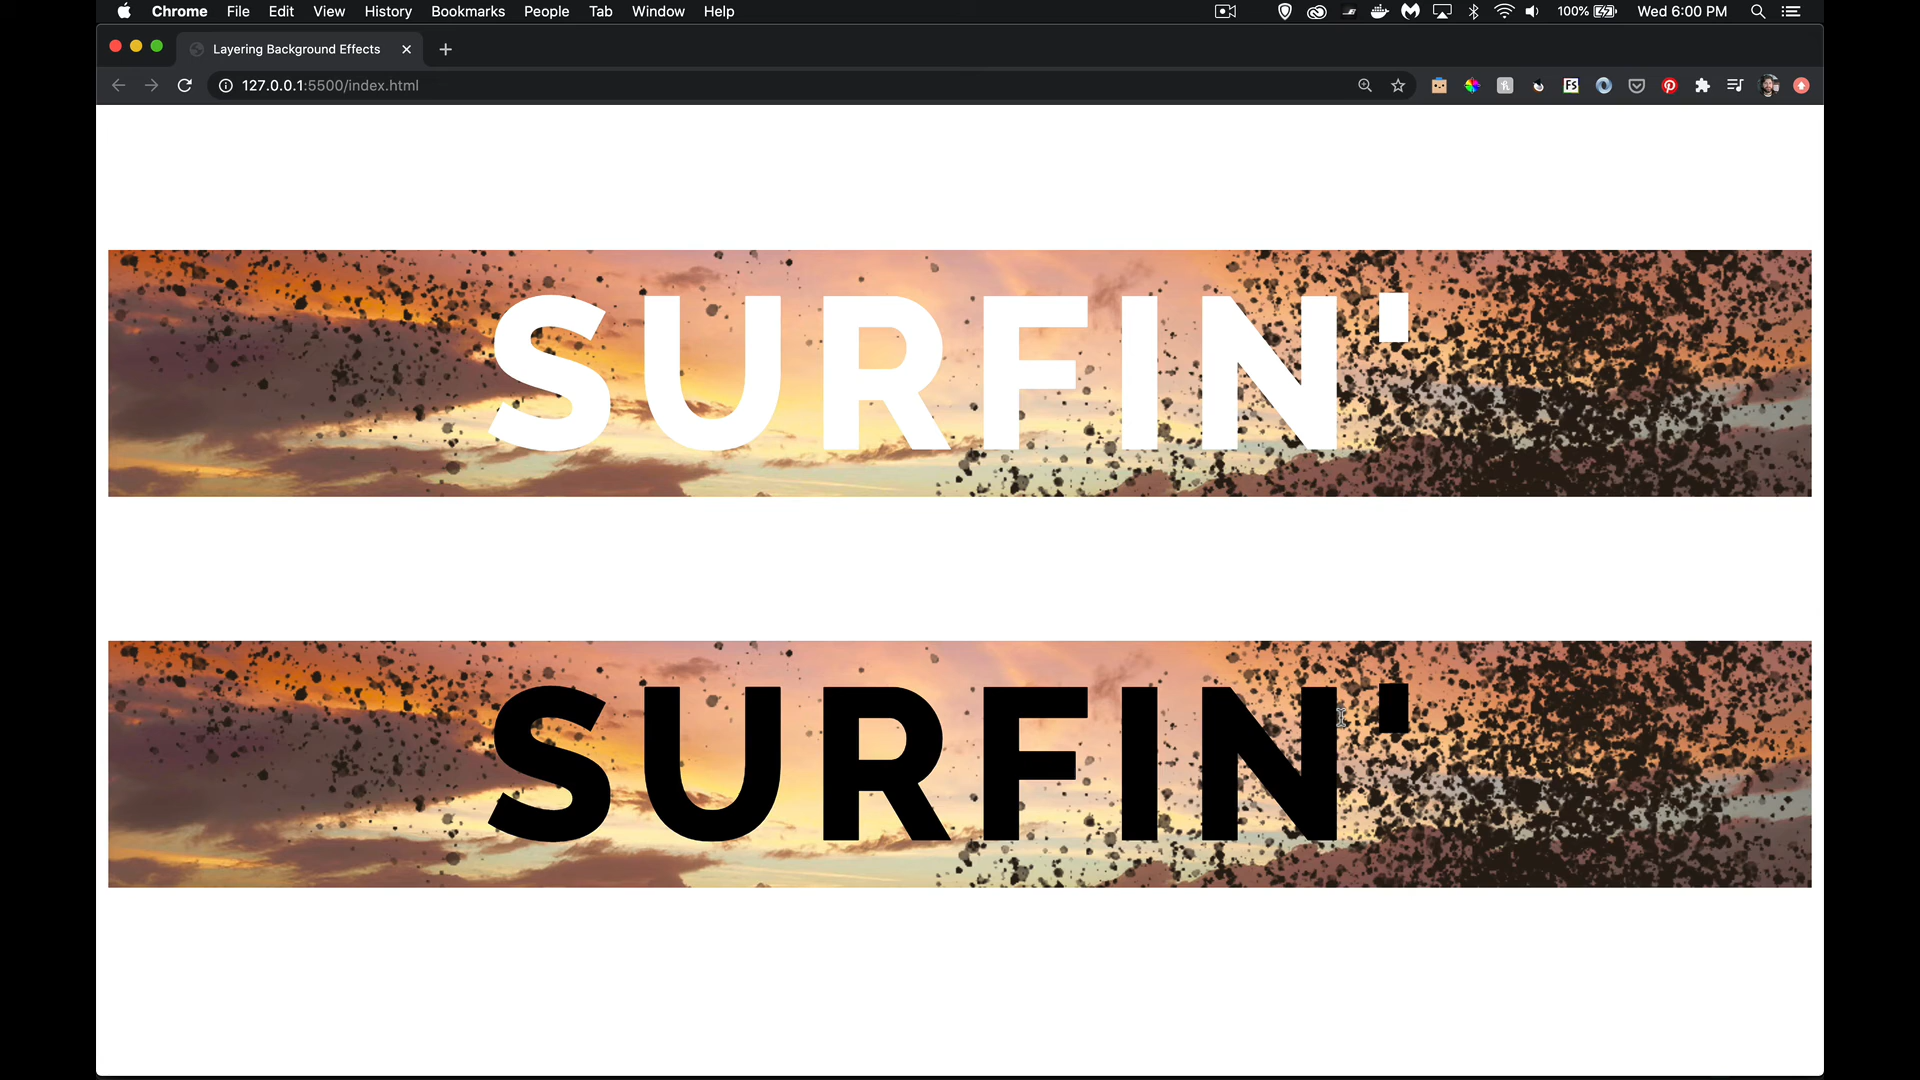 Chrome File Edit View History Bookmarks People Tab Window Help 100% Wed 6:00 PM
Layering Background Effects
127.0.0.1:5500/index.html
SURFIN'
SURFIN'